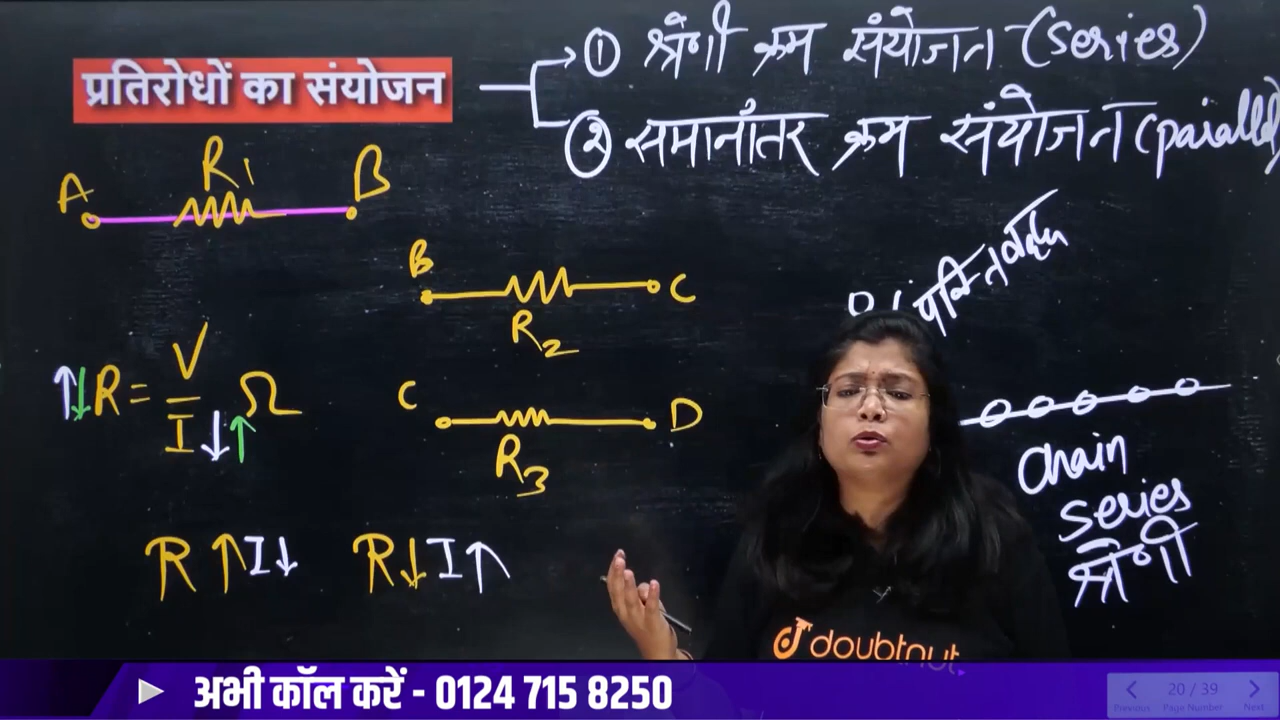 प्रतिरोधों का संयोजन
① श्रेणी क्रम संयोजन (series)
② समानाँतर क्रम संयोजन (parallel)
A R1 B
B R2 C
R = V/I Ω
C R3 D
R ↑ I ↓ R ↓ I ↑
chain
series
श्रेणी
doubtnut
अभी कॉल करें - 0124 715 8250
20 / 39
Previous Page Number Next